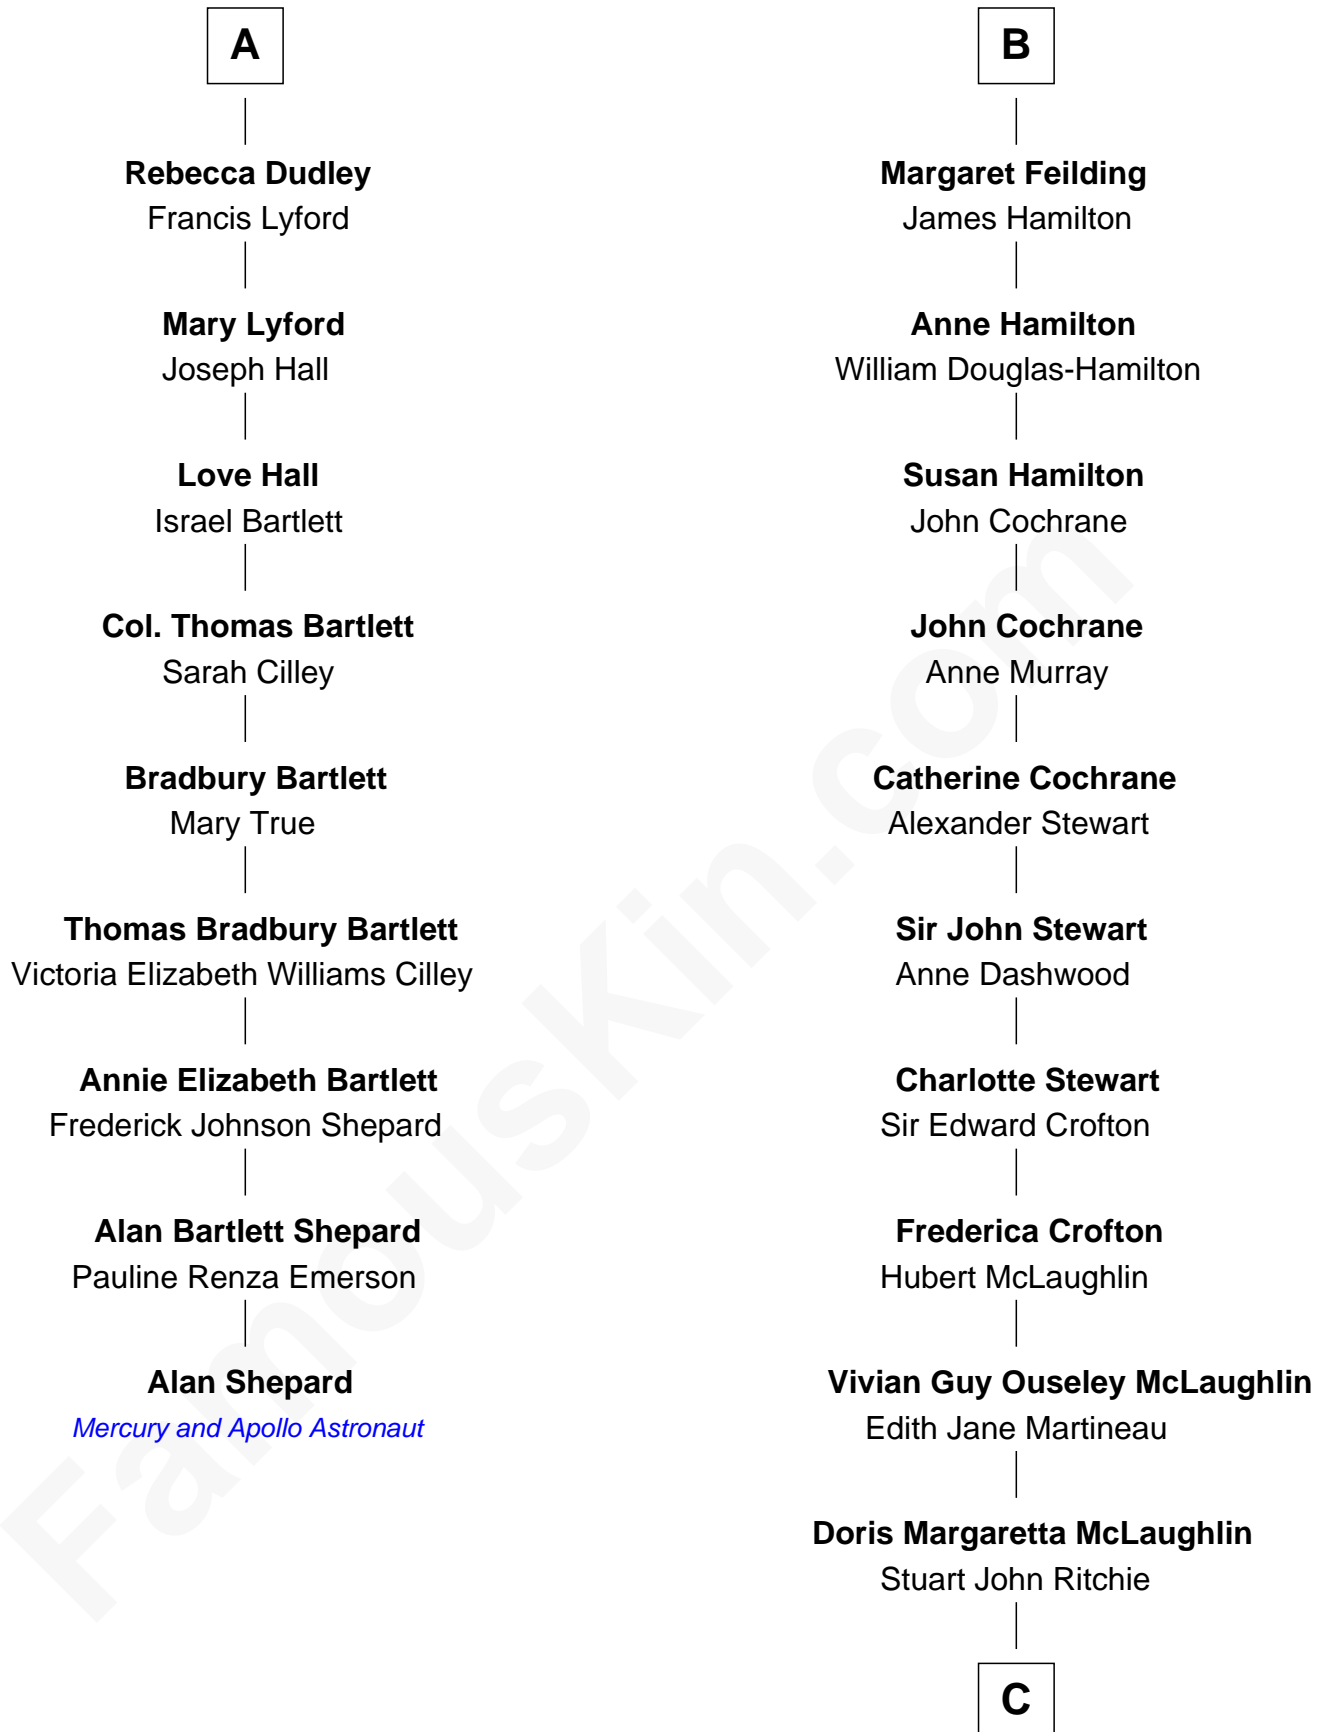 A
Rebecca Dudley
Francis Lyford
Mary Lyford
Joseph Hall
Love Hall
Israel Bartlett
Col. Thomas Bartlett
Sarah Cilley
Bradbury Bartlett
Mary True
Thomas Bradbury Bartlett
Victoria Elizabeth Williams Cilley
Annie Elizabeth Bartlett
Frederick Johnson Shepard
Alan Bartlett Shepard
Pauline Renza Emerson
Alan Shepard
Mercury and Apollo Astronaut
B
Margaret Feilding
James Hamilton
Anne Hamilton
William Douglas-Hamilton
Susan Hamilton
John Cochrane
John Cochrane
Anne Murray
Catherine Cochrane
Alexander Stewart
Sir John Stewart
Anne Dashwood
Charlotte Stewart
Sir Edward Crofton
Frederica Crofton
Hubert McLaughlin
Vivian Guy Ouseley McLaughlin
Edith Jane Martineau
Doris Margaretta McLaughlin
Stuart John Ritchie
C
FamousKin.com